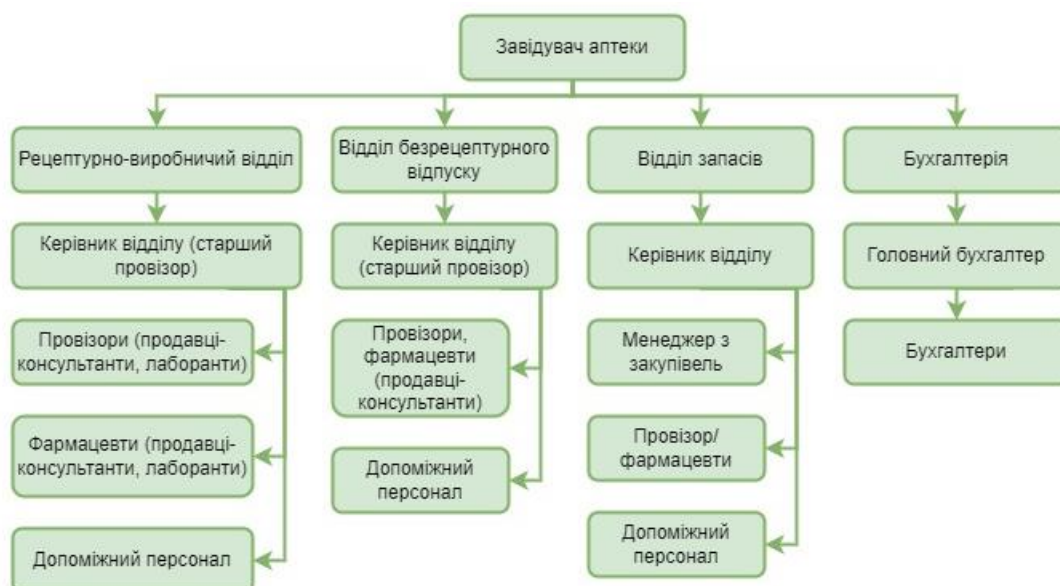 Завідувач аптеки
Рецептурно-виробничий відділ
Відділ безрецептурного
відпуску
Відділ запасів
Бухгалтерія
Керівник відділу (старший
провізор)
Керівник відділу
(старший провізор)
Керівник відділу
Головний бухгалтер
Провізори (продавці-
консультанти, лаборанти)
Провізори,
фармацевти
(продавці-
консультанти)
Менеджер з
закупівель
Бухгалтери
Фармацевти (продавці-
консультанти, лаборанти)
Допоміжний
персонал
Провізор/
фармацевти
Допоміжний персонал
Допоміжний
персонал